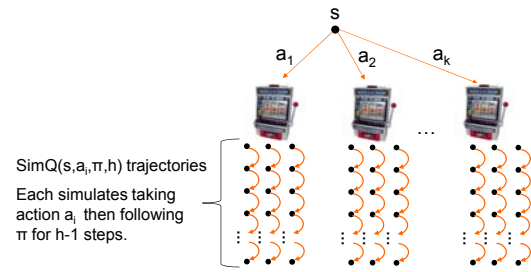 s
a1 a2 ak
...
SimQ(s,ai,π,h) trajectories
Each simulates taking
action ai then following
π for h-1 steps.